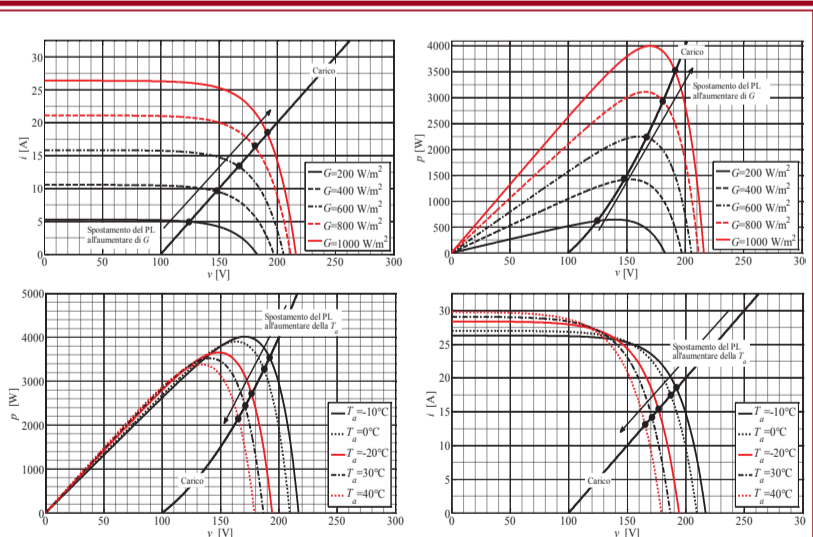 30
25
20
15
10
5
0
i [A]
0
50
100
150
200
250
300
v [V]
Carico
Spostamento del PL
all'aumentare di G
G=200 W/m²
G=400 W/m²
G=600 W/m²
G=800 W/m²
G=1000 W/m²
4000
3500
3000
2500
2000
1500
1000
500
0
p [W]
0
50
100
150
200
250
300
v [V]
Carico
Spostamento del PL
all'aumentare di G
G=200 W/m²
G=400 W/m²
G=600 W/m²
G=800 W/m²
G=1000 W/m²
5000
4000
3000
2000
1000
0
p [W]
0
50
100
150
200
250
300
v [V]
Spostamento del PL
all'aumentare della Tₐ
Carico
Tₐ=-10°C
Tₐ=0°C
Tₐ=-20°C
Tₐ=30°C
Tₐ=40°C
30
25
20
15
10
5
0
i [A]
0
50
100
150
200
250
300
v [V]
Spostamento del PL
all'aumentare della Tₐ
Carico
Tₐ=-10°C
Tₐ=0°C
Tₐ=-20°C
Tₐ=30°C
Tₐ=40°C